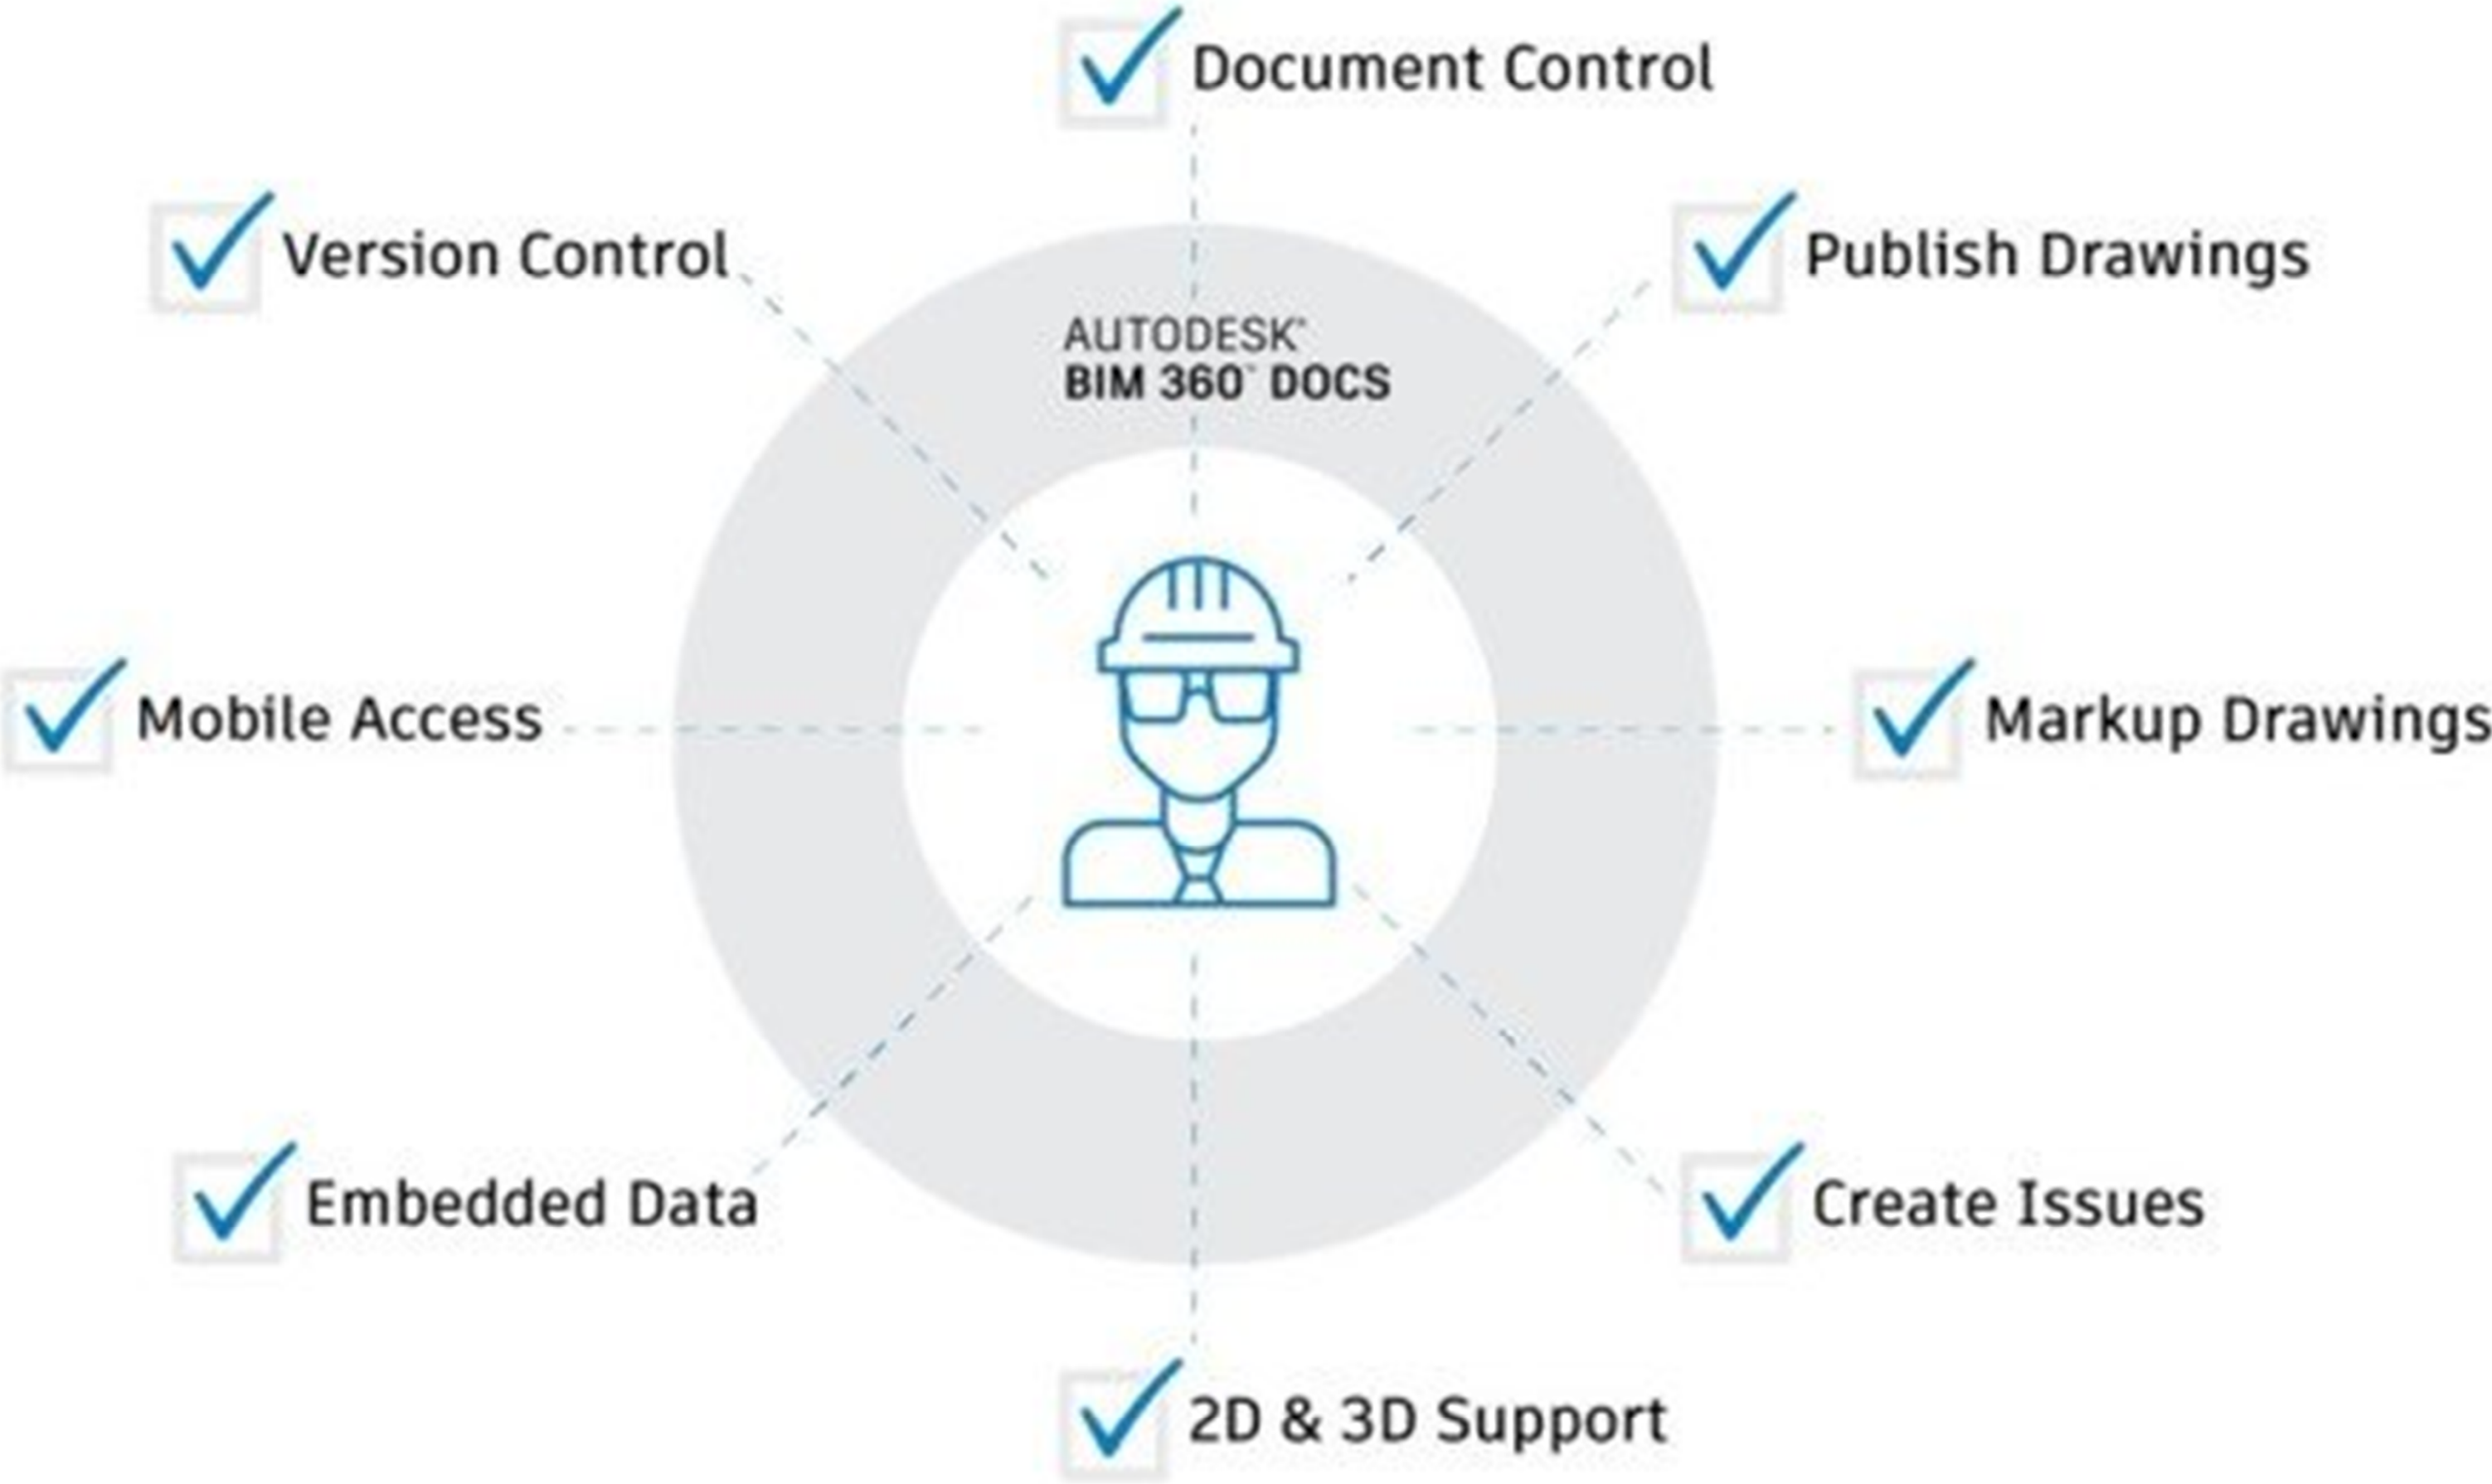 Document Control
Version Control
Publish Drawings
AUTODESK®
BIM 360™ DOCS
Mobile Access
Markup Drawings
Embedded Data
Create Issues
2D & 3D Support